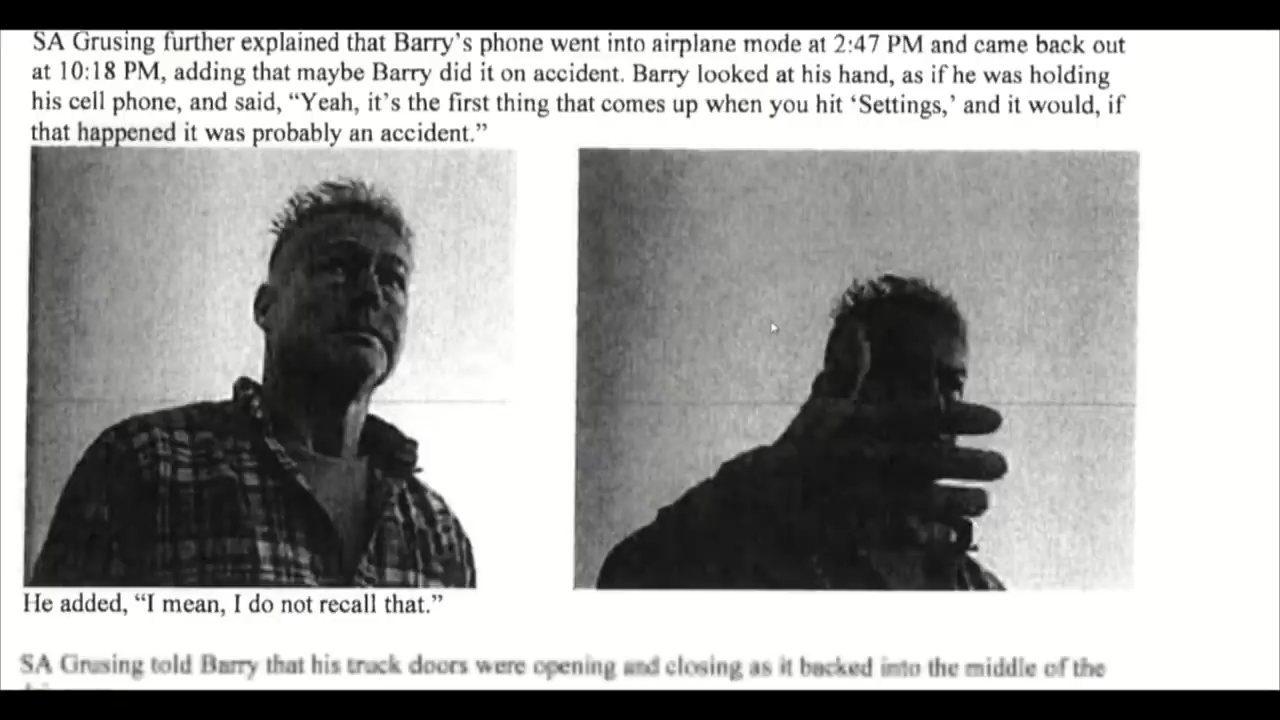 SA Grusing further explained that Barry's phone went into airplane mode at 2:47 PM and came back out
at 10:18 PM, adding that maybe Barry did it on accident. Barry looked at his hand, as if he was holding
his cell phone, and said, “Yeah, it's the first thing that comes up when you hit ‘Settings,’ and it would, if
that happened it was probably an accident.”
He added, “I mean, I do not recall that.”
SA Grusing told Barry that his truck doors were opening and closing as it backed into the middle of the